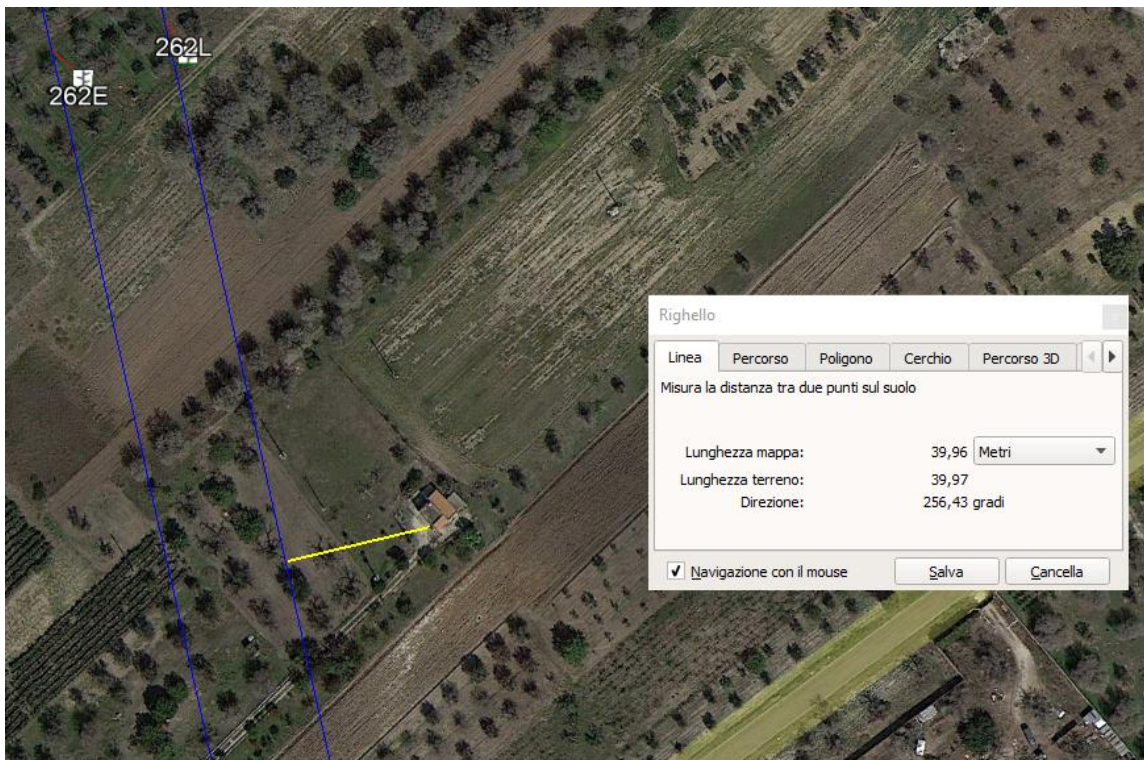 262L
262E
Righello
Linea
Percorso
Poligono
Cerchio
Percorso 3D
Misura la distanza tra due punti sul suolo
Lunghezza mappa: 39,96 Metri
Lunghezza terreno: 39,97
Direzione: 256,43 gradi
Navigazione con il mouse
Salva
Cancella